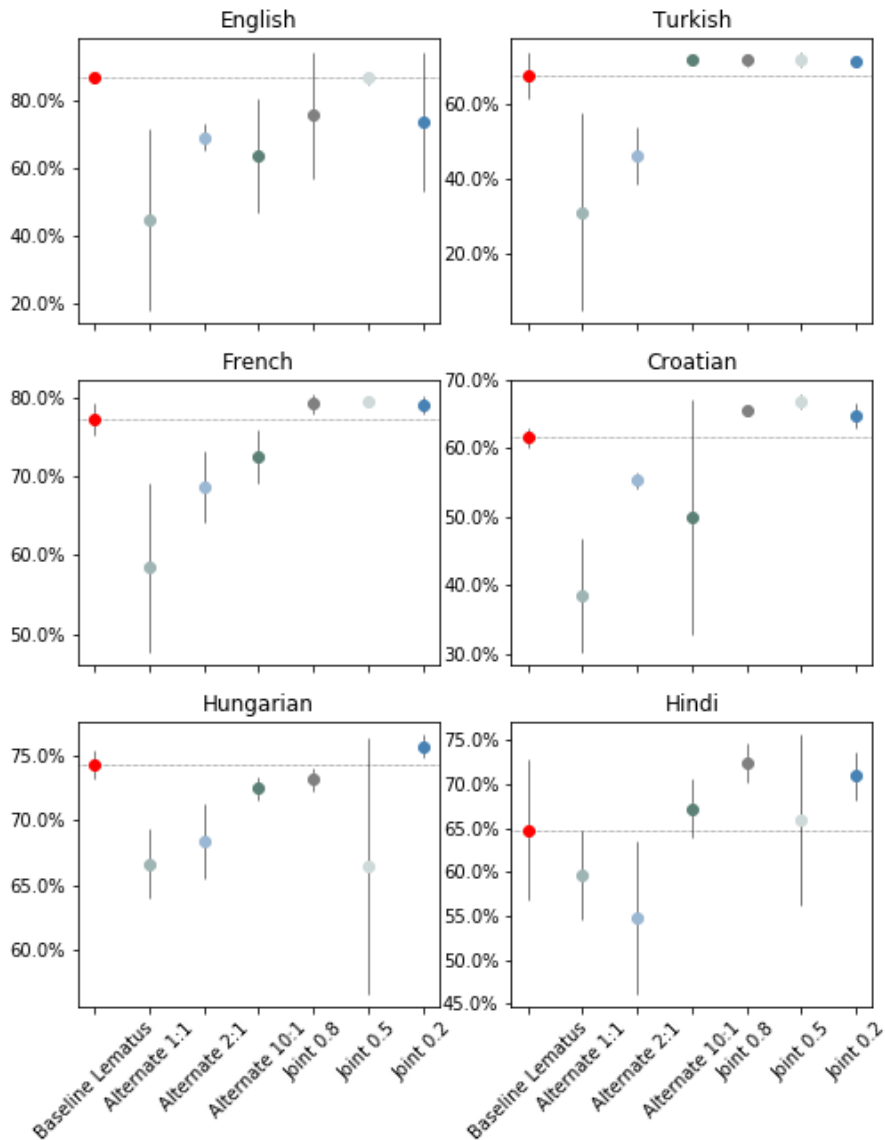 English
80.0%
60.0%
40.0%
20.0%
Turkish
60.0%
40.0%
20.0%
French
80.0%
70.0%
60.0%
50.0%
Croatian
70.0%
60.0%
50.0%
40.0%
30.0%
Hungarian
75.0%
70.0%
65.0%
60.0%
Hindi
75.0%
70.0%
65.0%
60.0%
55.0%
50.0%
45.0%
Baseline Lematus
Alternate 1:1
Alternate 2:1
Alternate 10:1
Joint 0.8
Joint 0.5
Joint 0.2
Baseline Lematus
Alternate 1:1
Alternate 2:1
Alternate 10:1
Joint 0.8
Joint 0.5
Joint 0.2